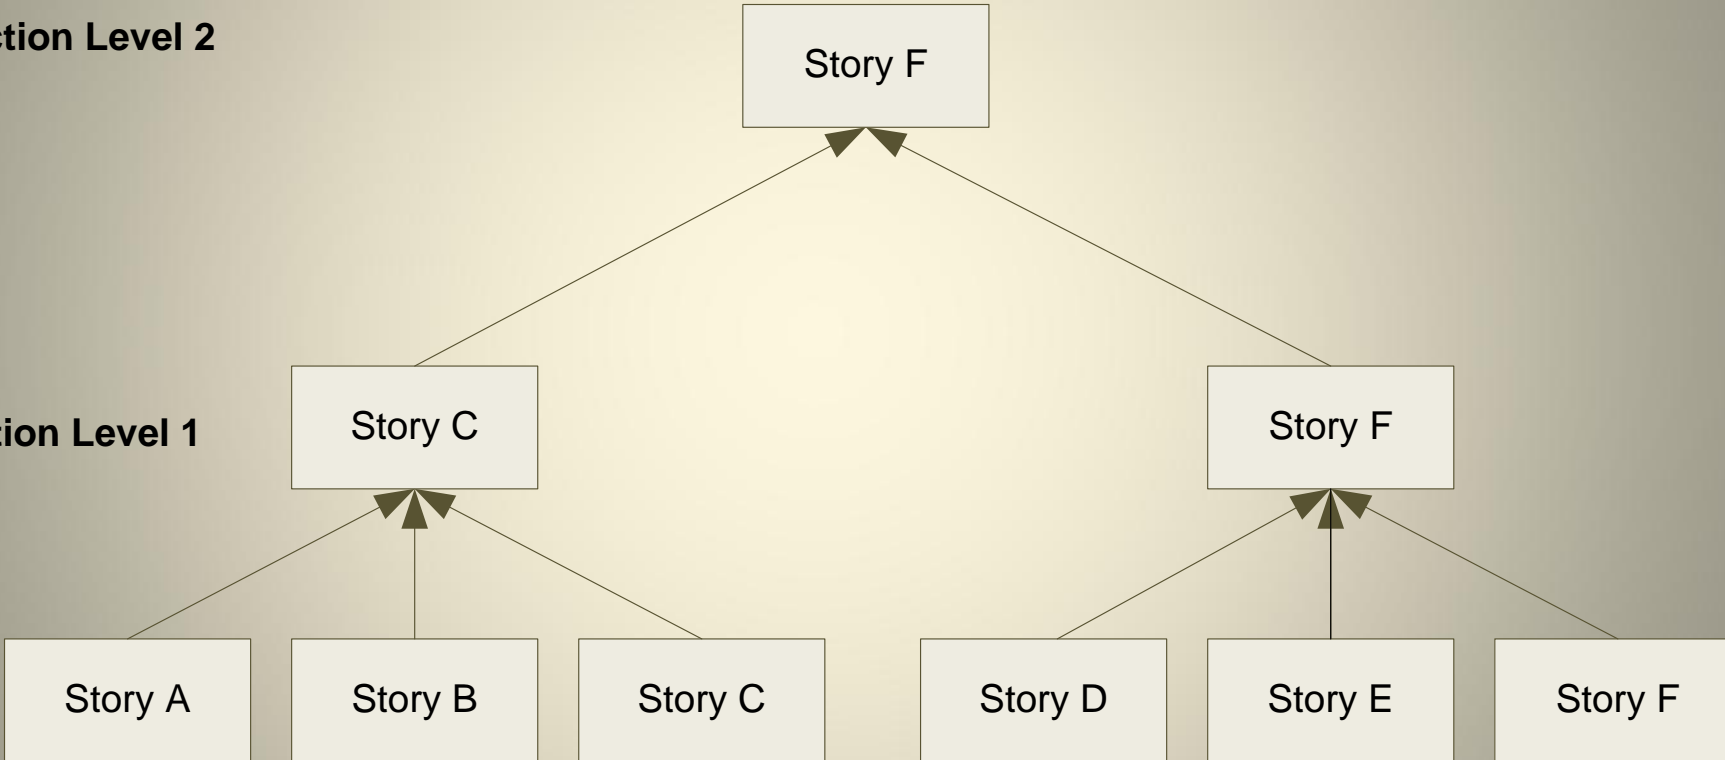 ction Level 2
Story F
tion Level 1
Story C
Story F
Story A
Story B
Story C
Story D
Story E
Story F